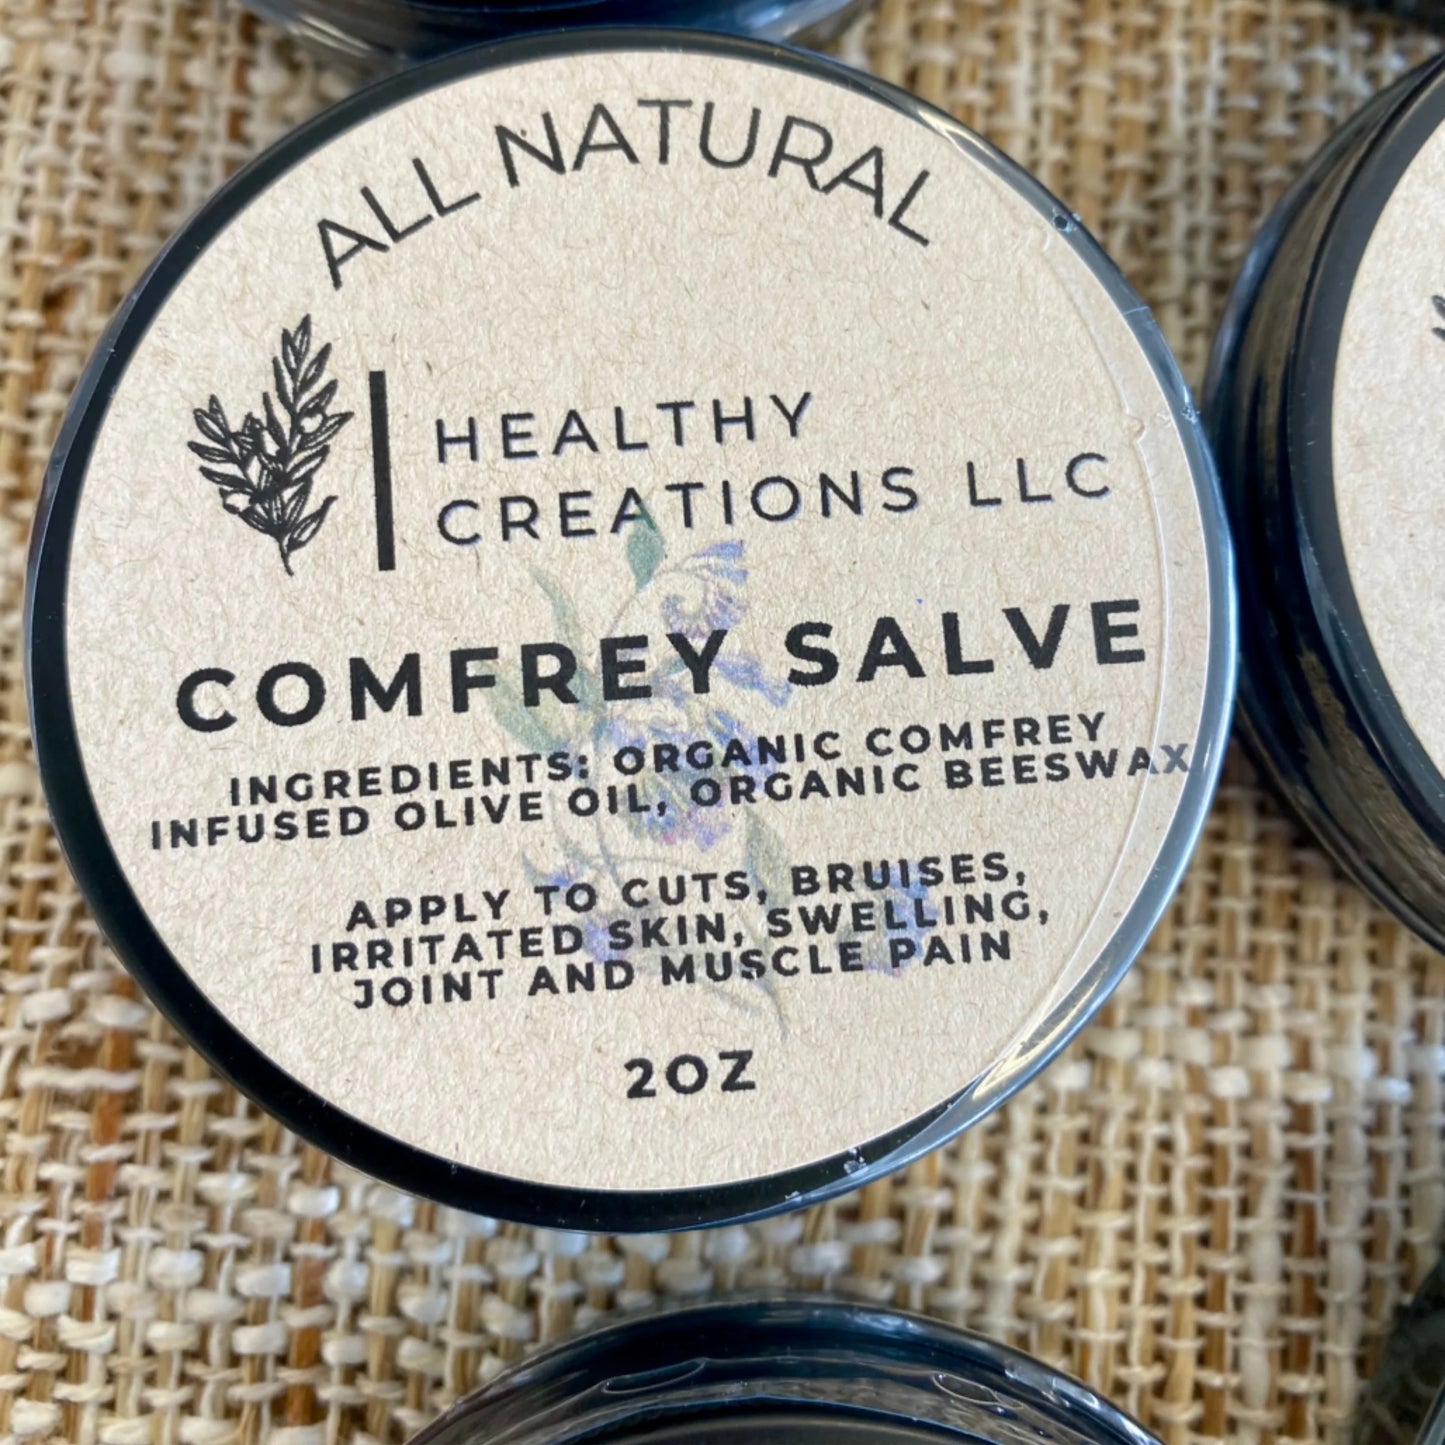 ALL NATURAL
HEALTHY
CREATIONS LLC
COMFREY SALVE
INGREDIENTS: ORGANIC COMFREY
INFUSED OLIVE OIL, ORGANIC BEESWAX
APPLY TO CUTS, BRUISES,
IRRITATED SKIN, SWELLING,
JOINT AND MUSCLE PAIN
2OZ